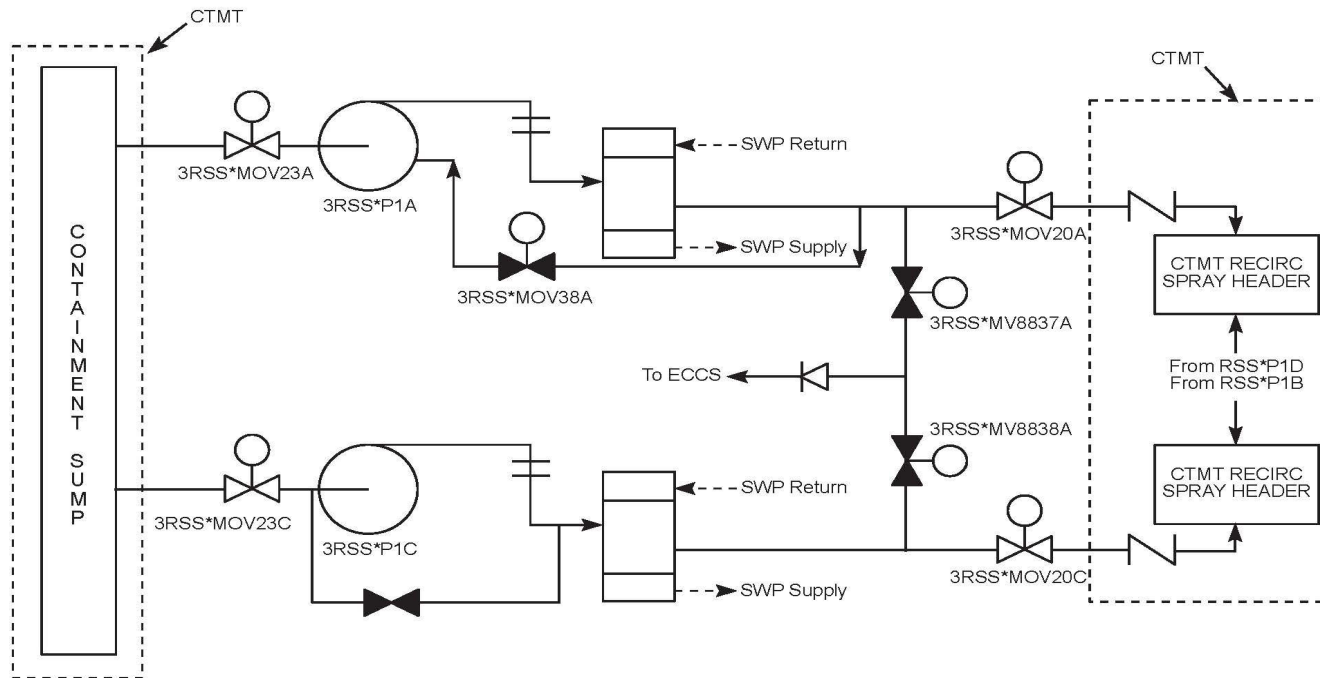 CTMT
CTMT
3RSS*MOV23A
3RSS*P1A
SWP Return
SWP Supply
3RSS*MOV38A
3RSS*MOV20A
CTMT RECIRC
SPRAY HEADER
3RSS*MV8837A
CONTAINMENT SUMP
To ECCS
From RSS*P1D
From RSS*P1B
3RSS*MV8838A
3RSS*MOV23C
3RSS*P1C
SWP Return
SWP Supply
3RSS*MOV20C
CTMT RECIRC
SPRAY HEADER